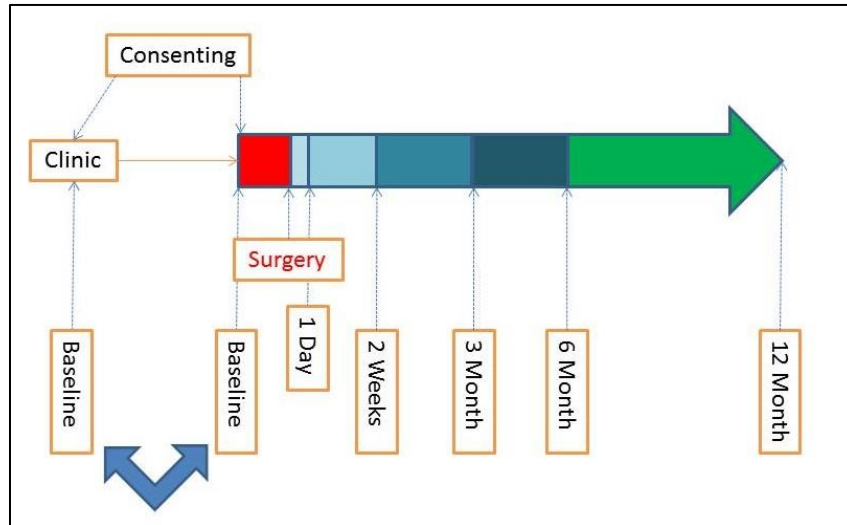 Consenting
Clinic
Surgery
Baseline
Baseline
1 Day
2 Weeks
3 Month
6 Month
12 Month